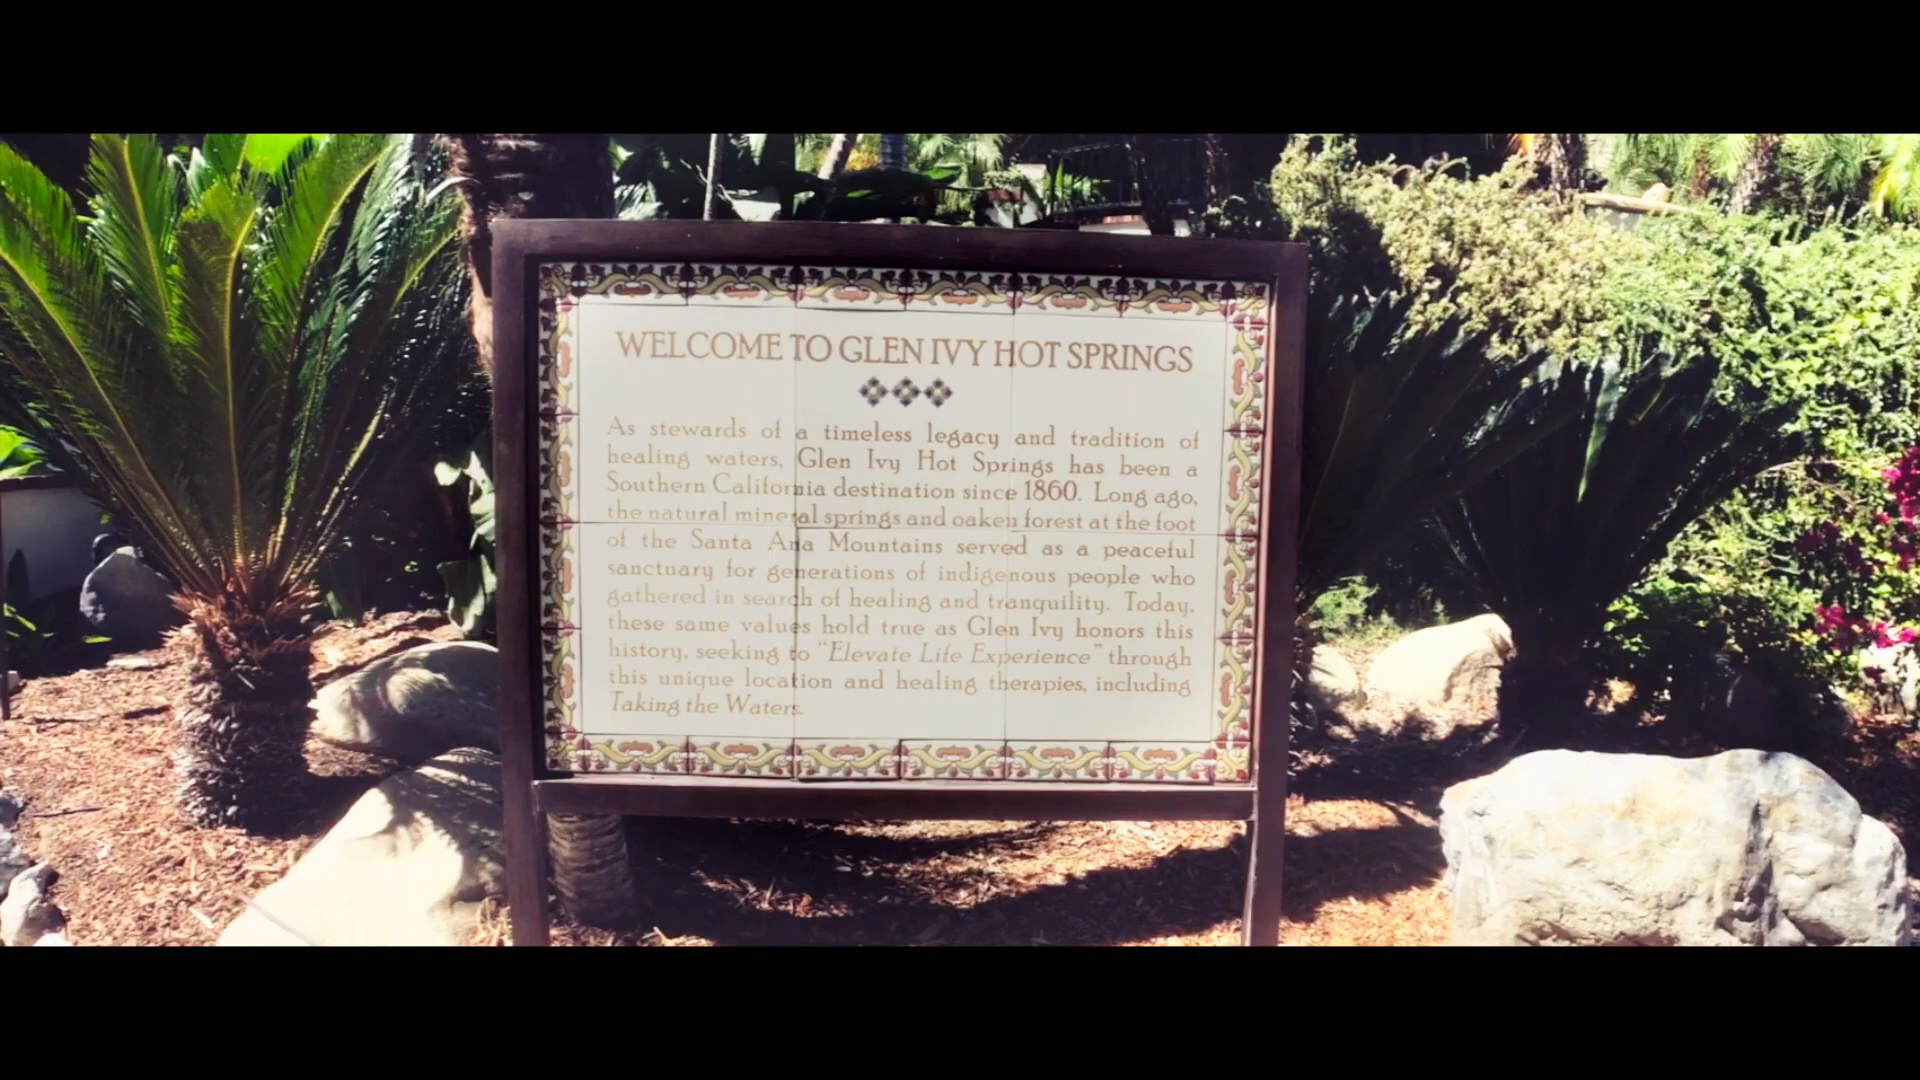 WELCOME TO GLEN IVY HOT SPRINGS
As stewards of a timeless legacy and tradition of
healing waters, Glen Ivy Hot Springs has been a
Southern California destination since 1860. Long ago,
the natural mineral springs and oaken forest at the foot
of the Santa Ana Mountains served as a peaceful
sanctuary for generations of indigenous people who
gathered in search of healing and tranquility. Today,
these same values hold true as Glen Ivy honors this
history, seeking to “Elevate Life Experience” through
this unique location and healing therapies, including
Taking the Waters.